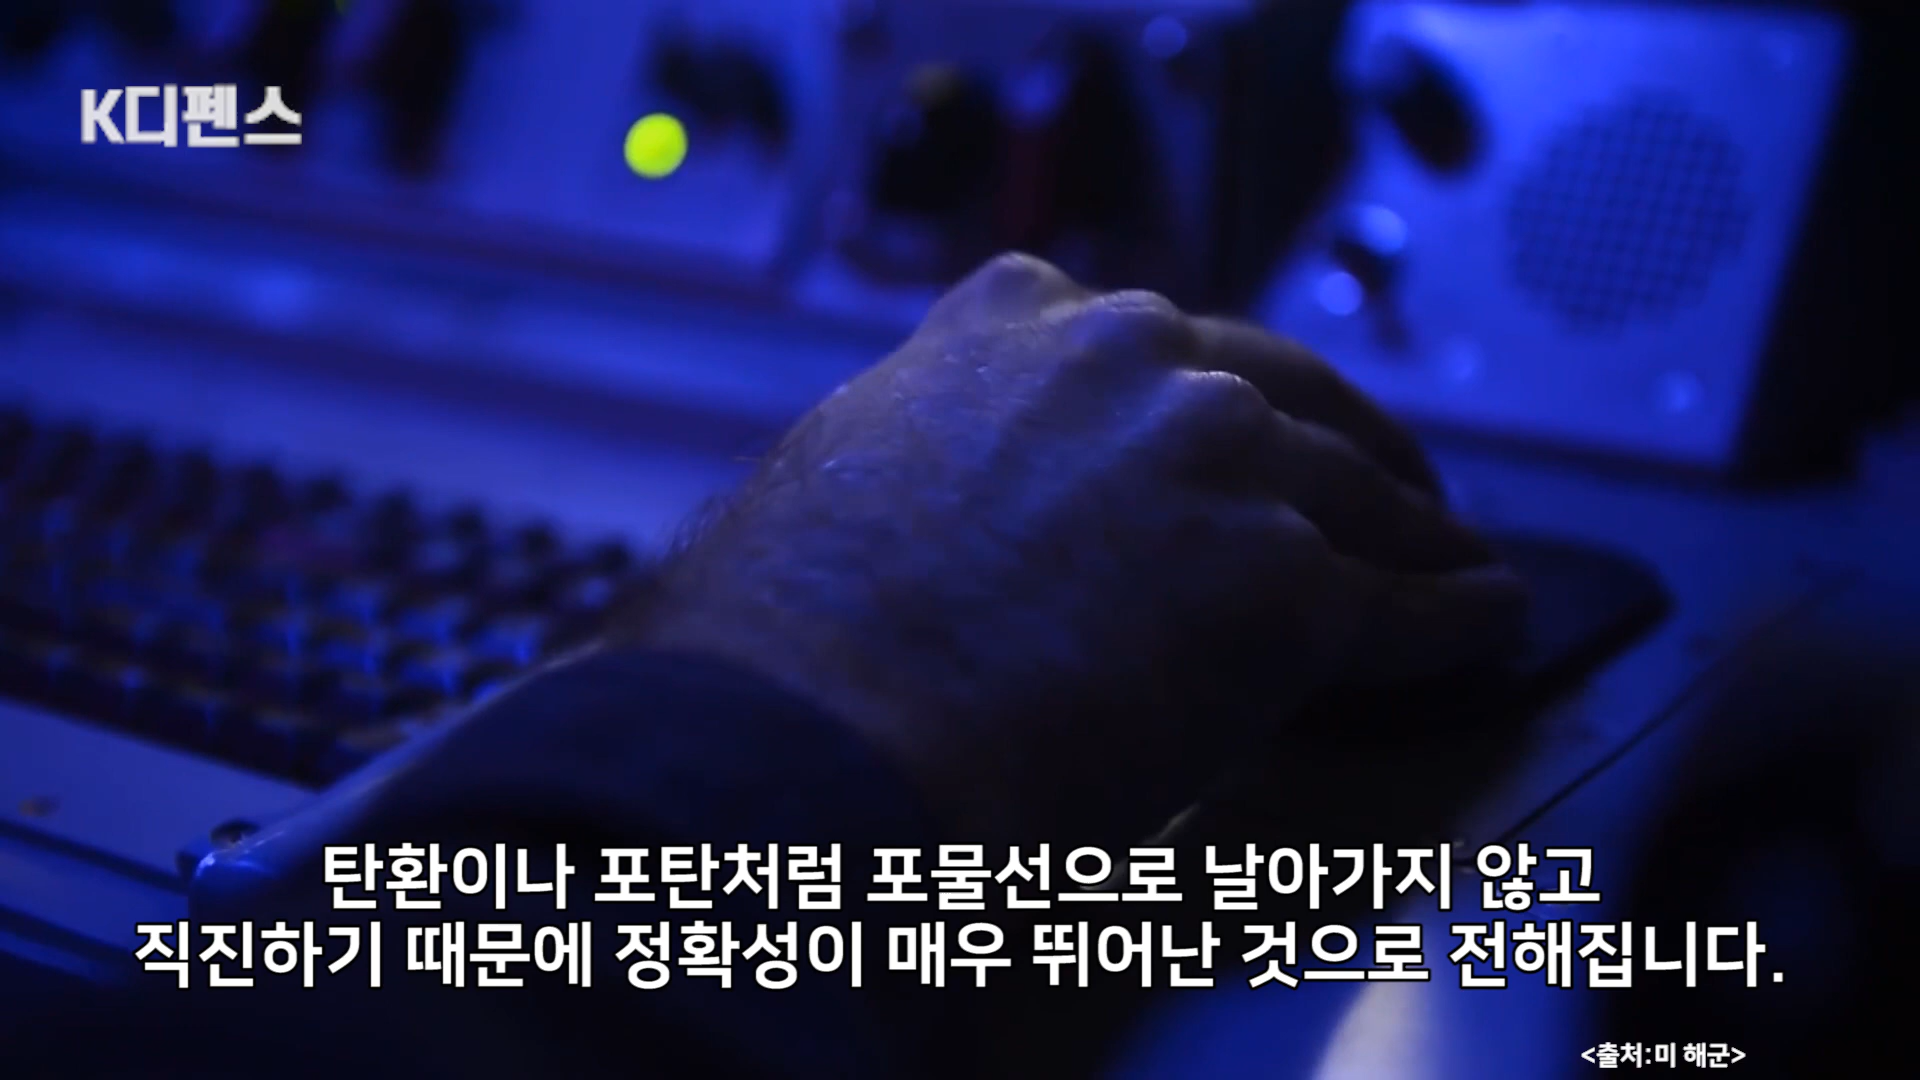 K디펜스
탄환이나 포탄처럼 포물선으로 날아가지 않고
직진하기 때문에 정확성이 매우 뛰어난 것으로 전해집니다.
<출처:미 해군>